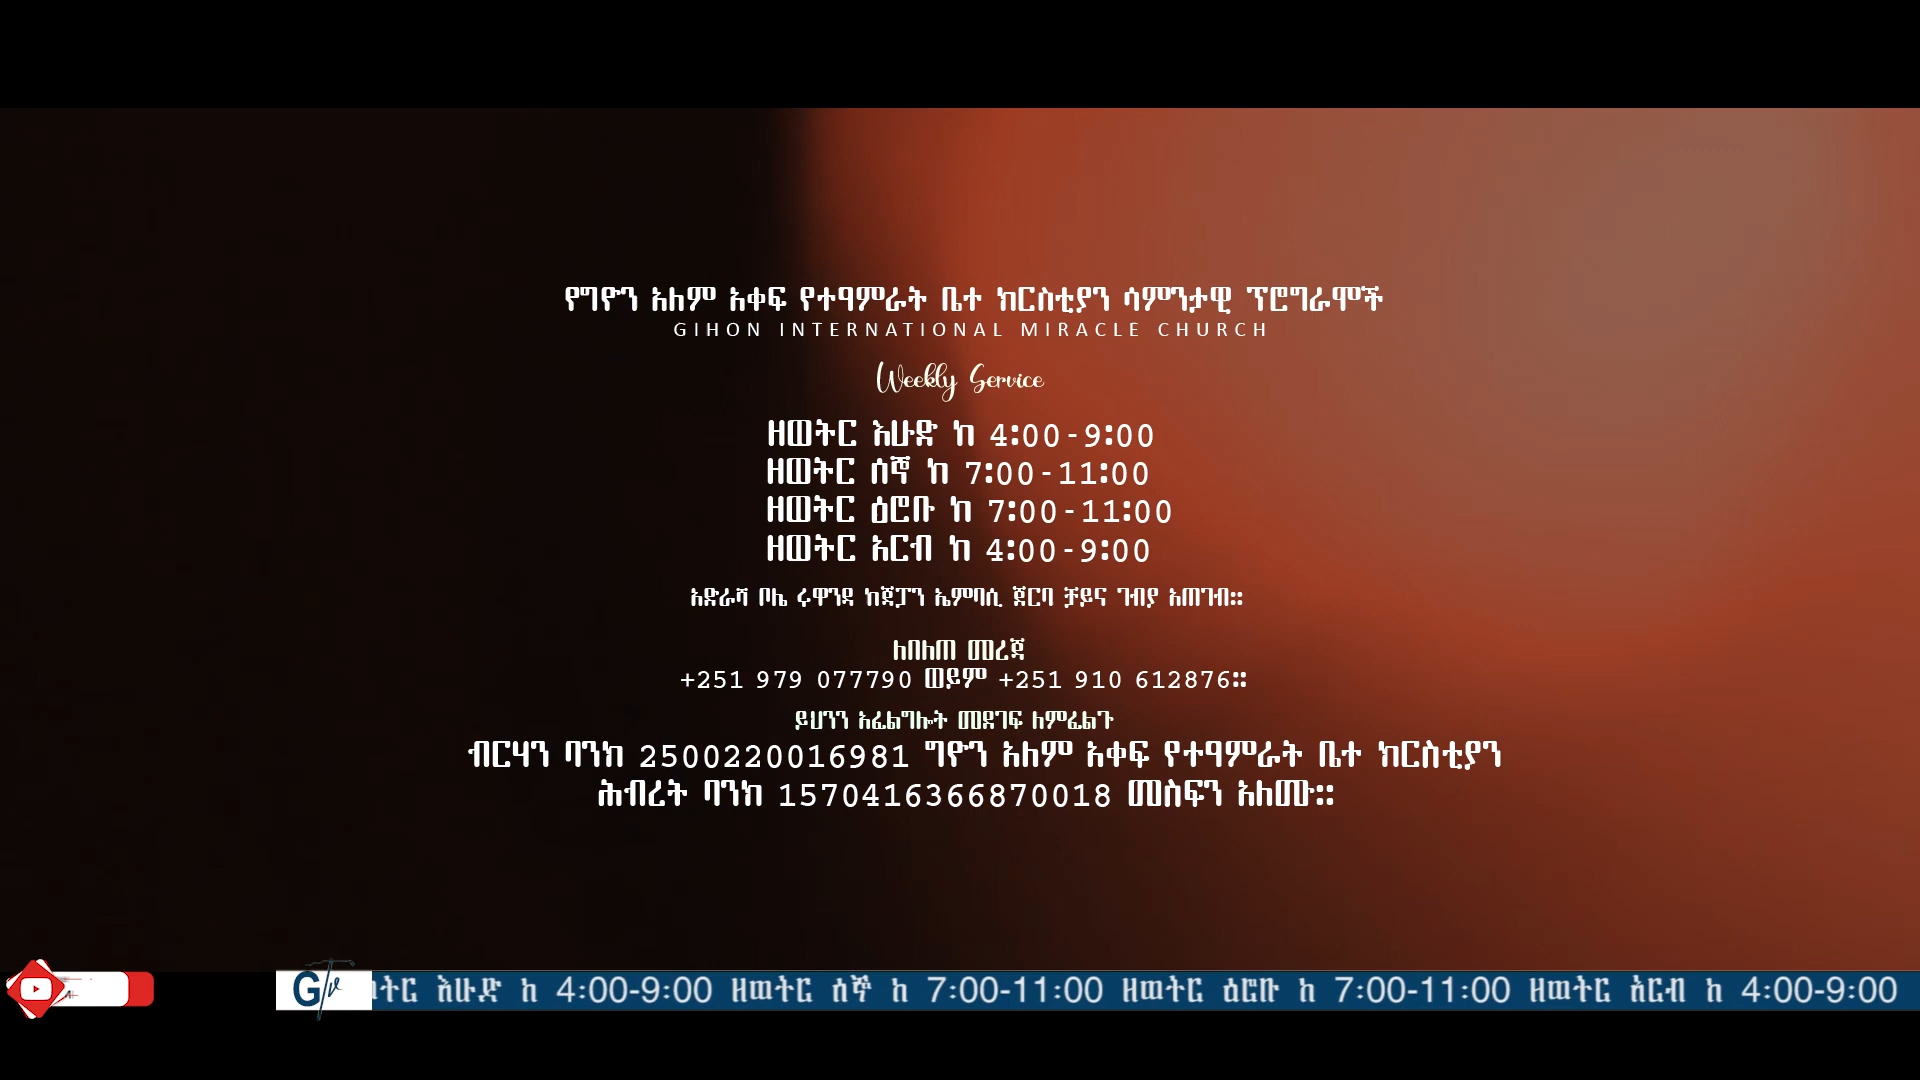 የግዮን አለም አቀፍ የተዓምራት ቤተ ክርስቲያን ሳምንታዊ ፕሮግራሞች
GIHON INTERNATIONAL MIRACLE CHURCH
Weekly Service
ዘወትር እሁድ ከ 4:00-9:00
ዘወትር ሰኞ ከ 7:00-11:00
ዘወትር ዕሮቡ ከ 7:00-11:00
ዘወትር አርብ ከ 4:00-9:00
አድራሻ ቦሌ ሩዋንዳ ከጃፓን ኤምባሲ ጀርባ ቻይና ገብያ አጠገብ።
ለበለጠ መረጃ
+251 979 077790 ወይም +251 910 612876።
ይህንን አፈልግሎት መደገፍ ለምፈልጉ
ብርሃን ባንክ 2500220016981 ግዮን አለም አቀፍ የተዓምራት ቤተ ክርስቲያን
ሕብረት ባንክ 1570416366870018 መስፍን አለሙ።
GTv ትር እሁድ ከ 4:00-9:00 ዘወትር ሰኞ ከ 7:00-11:00 ዘወትር ዕሮቡ ከ 7:00-11:00 ዘወትር አርብ ከ 4:00-9:00